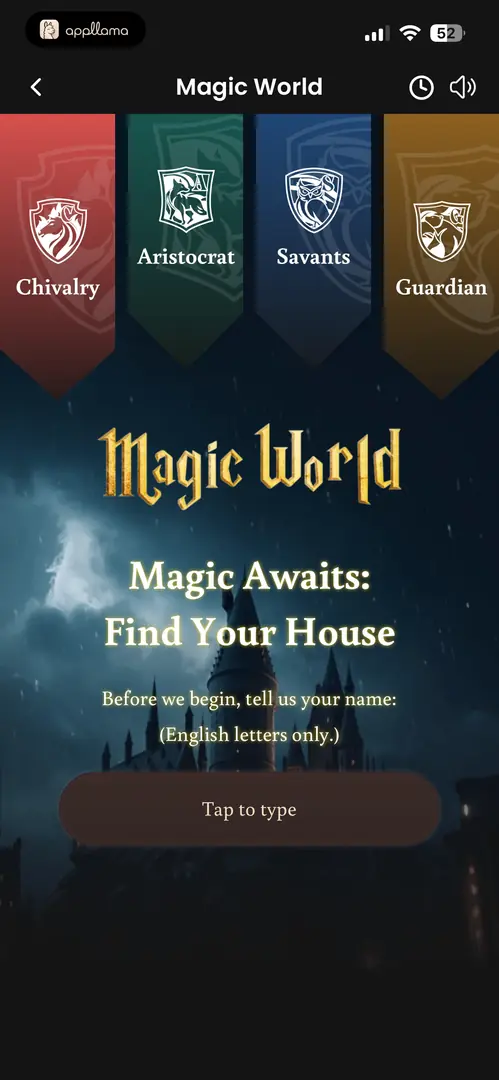 appllama
52
Magic World
Chivalry
Aristocrat
Savants
Guardian
Magic World
Magic Awaits:
Find Your House
Before we begin, tell us your name:
(English letters only.)
Tap to type